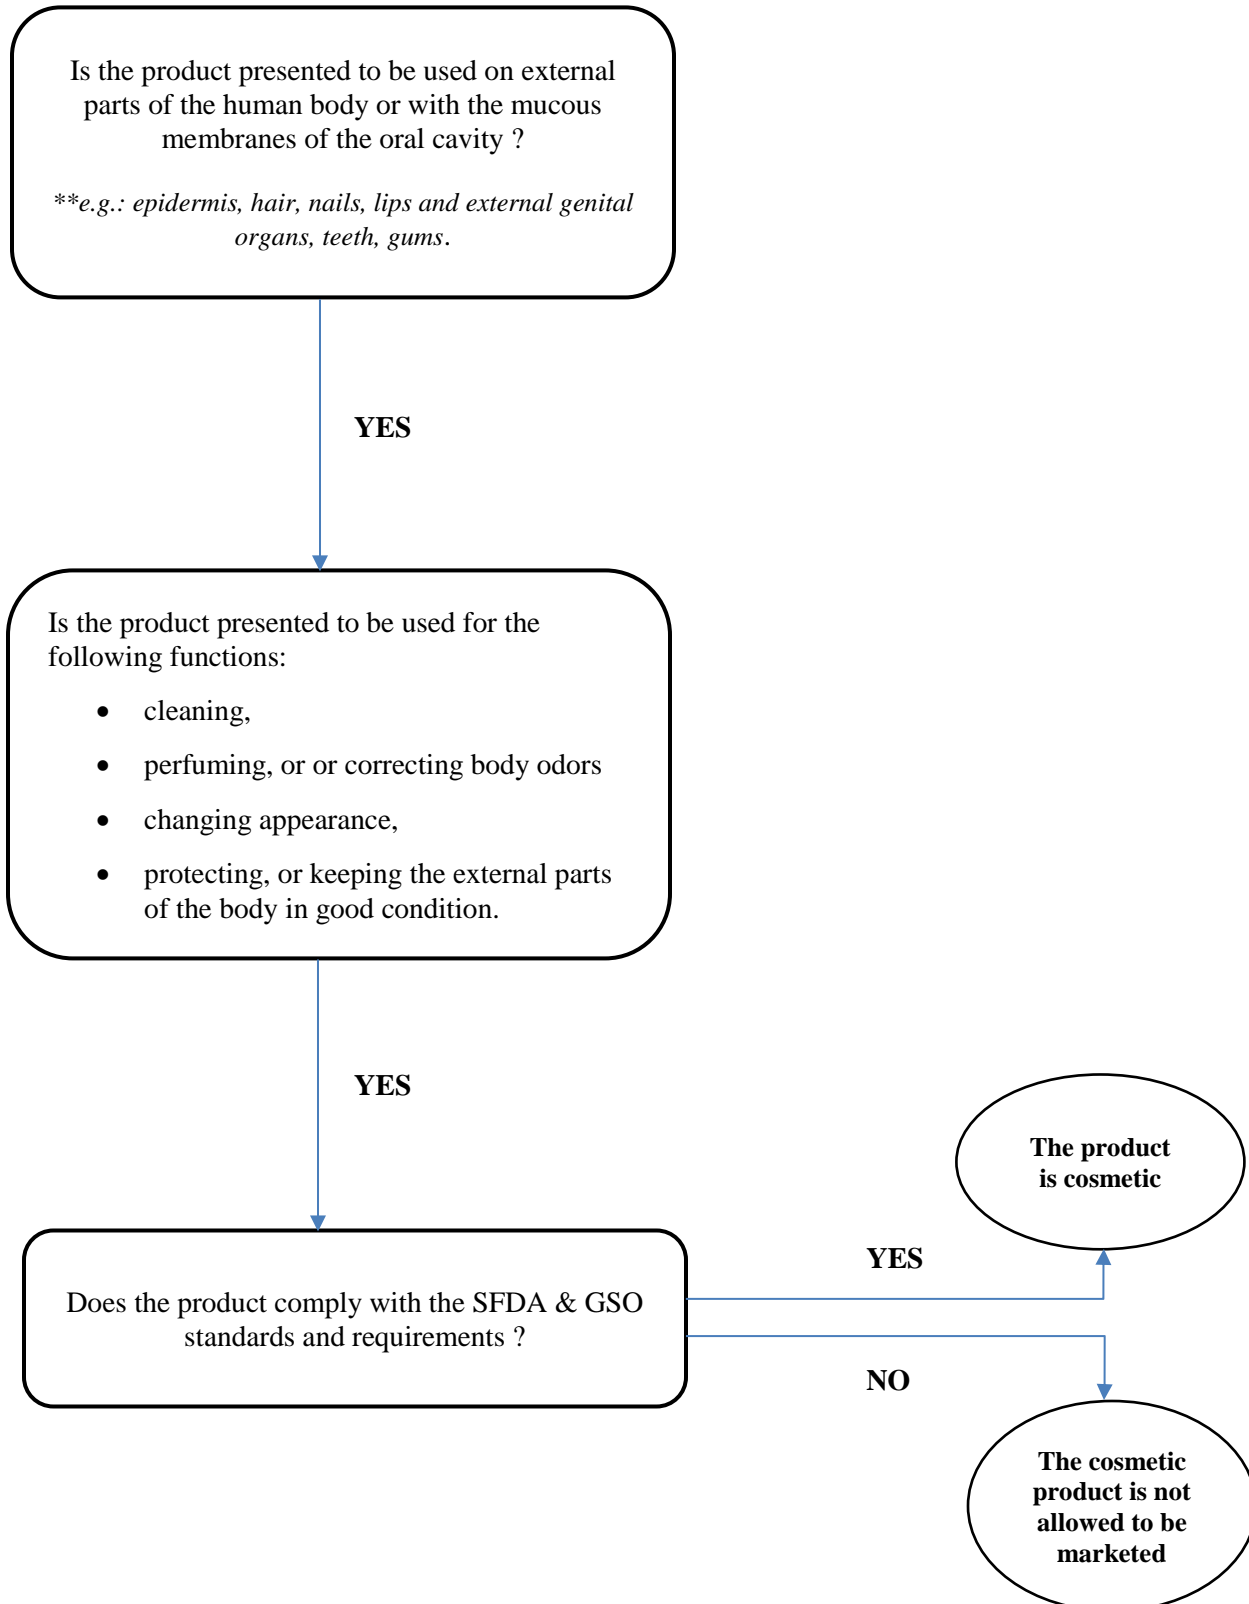 Is the product presented to be used on external
parts of the human body or with the mucous
membranes of the oral cavity ?
**e.g.: epidermis, hair, nails, lips and external genital
organs, teeth, gums.
YES
Is the product presented to be used for the
following functions:
• cleaning,
• perfuming, or or correcting body odors
• changing appearance,
• protecting, or keeping the external parts
of the body in good condition.
YES
The product
is cosmetic
YES
Does the product comply with the SFDA & GSO
standards and requirements ?
NO
The cosmetic
product is not
allowed to be
marketed